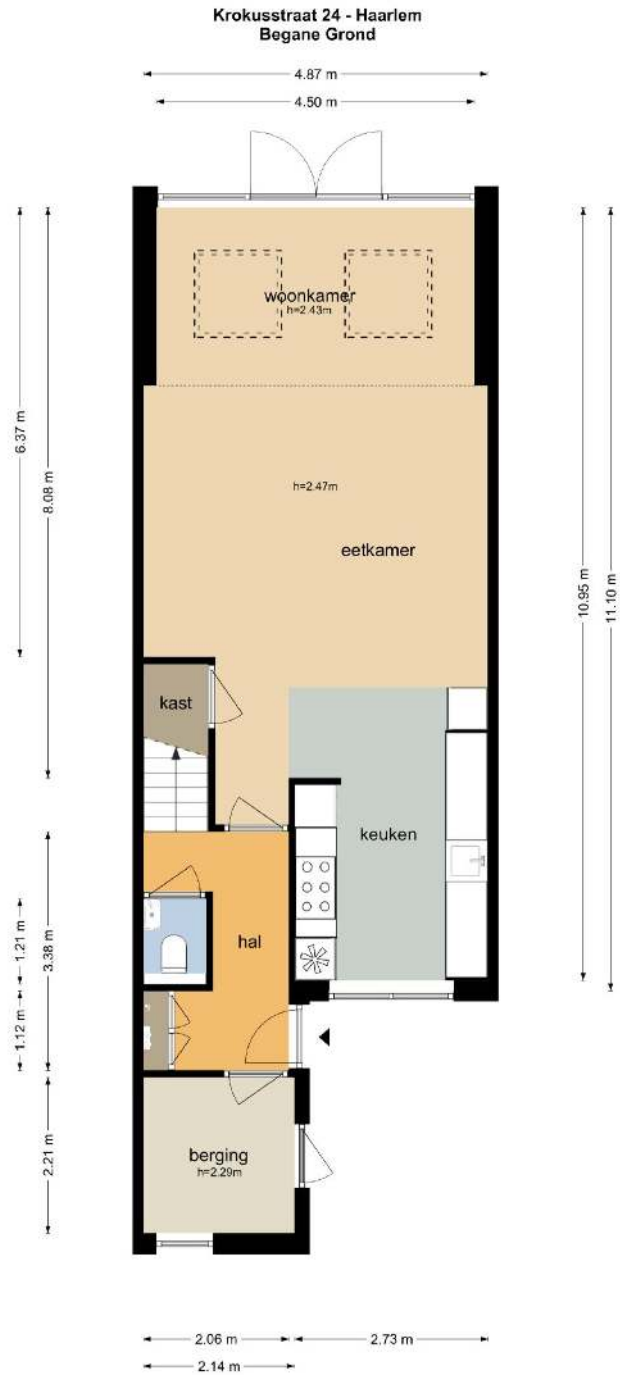 Krokusstraat 24 - Haarlem
Begane Grond
4.87 m
4.50 m
woonkamer
h=2.43m
6.37 m
8.08 m
h=2.47m
eetkamer
10.95 m
11.10 m
kast
keuken
hal
1.21 m
3.38 m
1.12 m
2.21 m
berging
h=2.29m
2.06 m
2.73 m
2.14 m